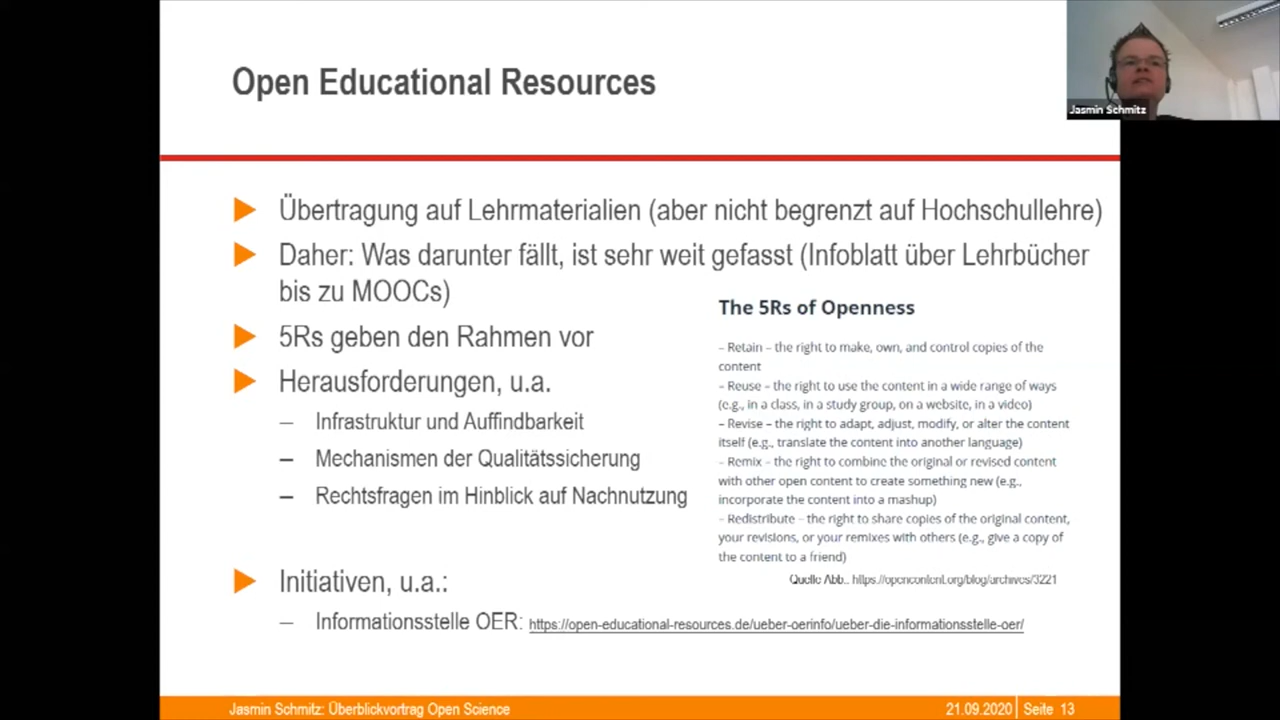 Open Educational Resources
Jasmin Schmitz
Übertragung auf Lehrmaterialien (aber nicht begrenzt auf Hochschullehre)
Daher: Was darunter fällt, ist sehr weit gefasst (Infoblatt über Lehrbücher
bis zu MOOCs)
5Rs geben den Rahmen vor
Herausforderungen, u.a.
– Infrastruktur und Auffindbarkeit
– Mechanismen der Qualitätssicherung
– Rechtsfragen im Hinblick auf Nachnutzung
The 5Rs of Openness
– Retain – the right to make, own, and control copies of the
content
– Reuse – the right to use the content in a wide range of ways
(e.g., in a class, in a study group, on a website, in a video)
– Revise – the right to adapt, adjust, modify, or alter the content
itself (e.g., translate the content into another language)
– Remix – the right to combine the original or revised content
with other open content to create something new (e.g.,
incorporate the content into a mashup)
– Redistribute – the right to share copies of the original content,
your revisions, or your remixes with others (e.g., give a copy of
the content to a friend)
Quelle Abb.: https://opencontent.org/blog/archives/3221
Initiativen, u.a.:
– Informationsstelle OER: https://open-educational-resources.de/ueber-oerinfo/ueber-die-informationsstelle-oer/
Jasmin Schmitz: Überblickvortrag Open Science
21.09.2020 | Seite 13